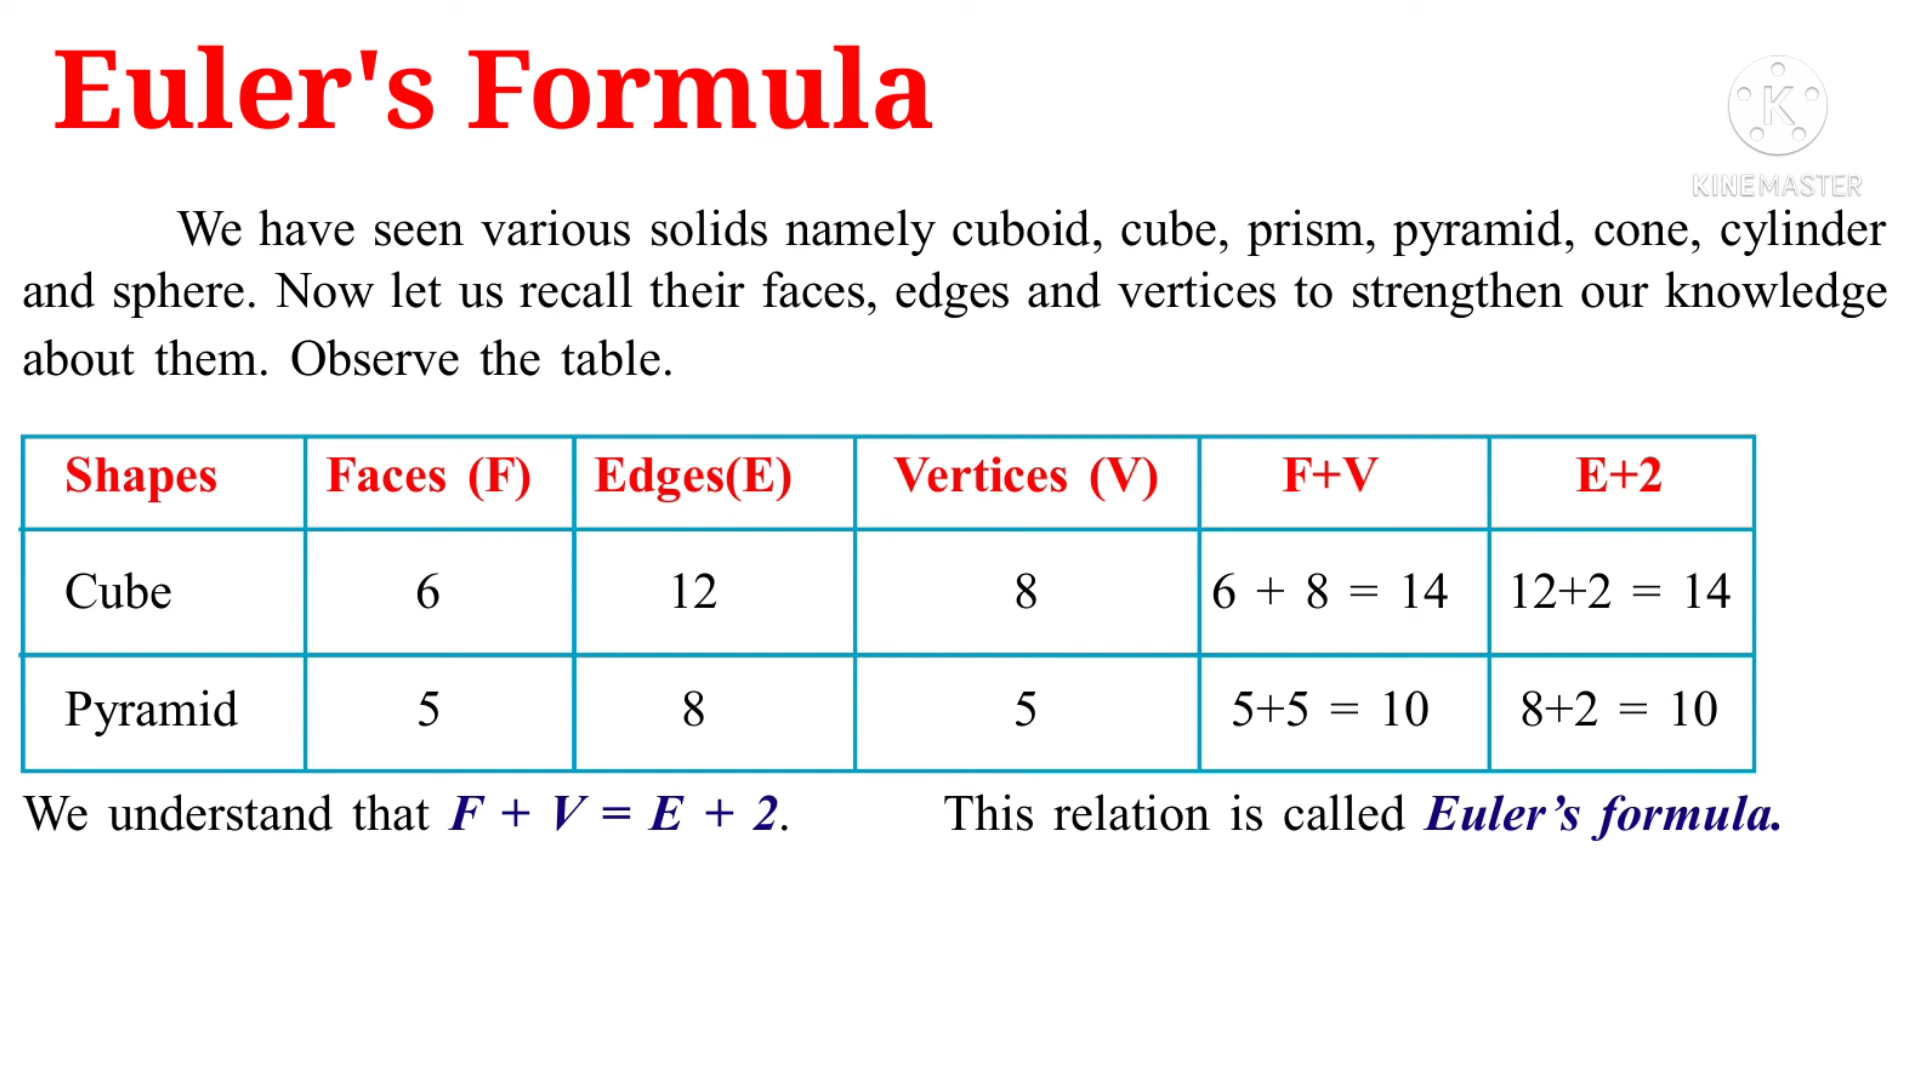 Euler's Formula
K
KINEMASTER
We have seen various solids namely cuboid, cube, prism, pyramid, cone, cylinder
and sphere. Now let us recall their faces, edges and vertices to strengthen our knowledge
about them. Observe the table.
Shapes Faces (F) Edges(E) Vertices (V) F+V E+2
Cube 6 12 8 6 + 8 = 14 12+2 = 14
Pyramid 5 8 5 5+5 = 10 8+2 = 10
We understand that F + V = E + 2. This relation is called Euler’s formula.